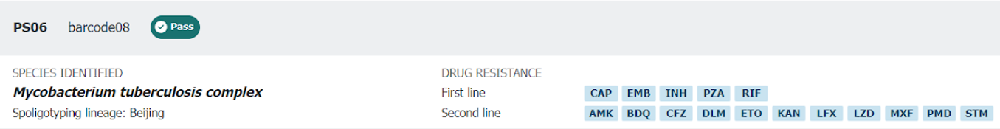 PS06 barcode08 Pass
SPECIES IDENTIFIED
Mycobacterium tuberculosis complex
Spoligotyping lineage: Beijing
DRUG RESISTANCE
First line CAP EMB INH PZA RIF
Second line AMK BDQ CFZ DLM ETO KAN LFX LZD MXF PMD STM